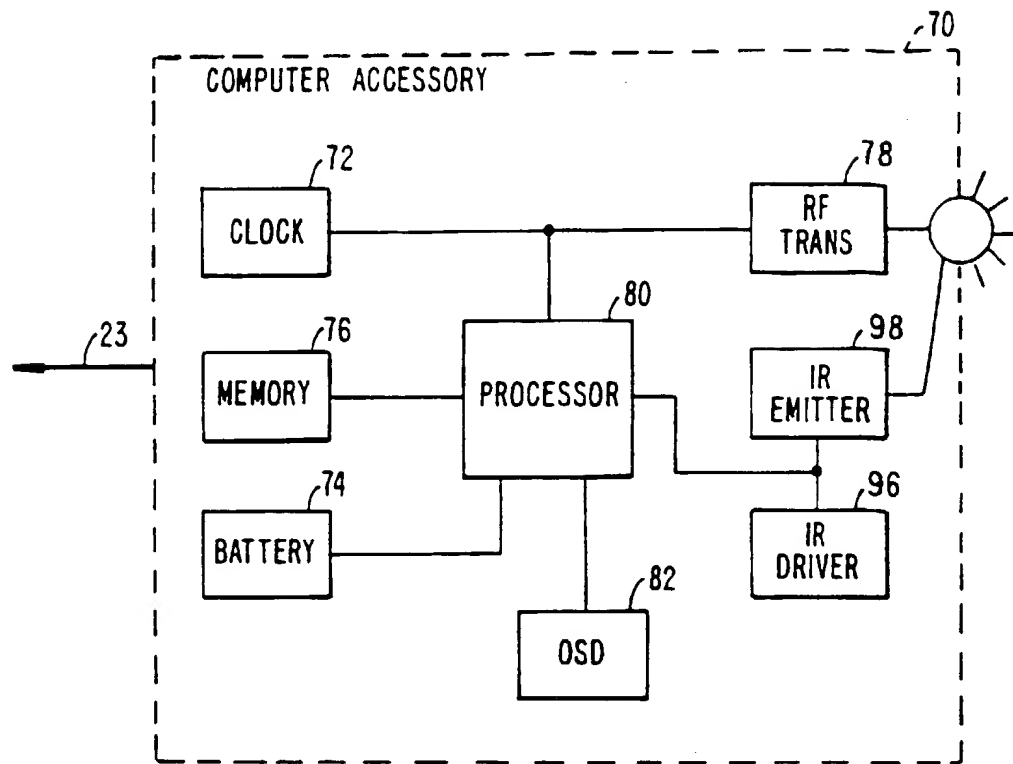 70
COMPUTER ACCESSORY
72
CLOCK
78
RF
TRANS
23
76
MEMORY
80
PROCESSOR
98
IR
EMITTER
74
BATTERY
96
IR
DRIVER
82
OSD